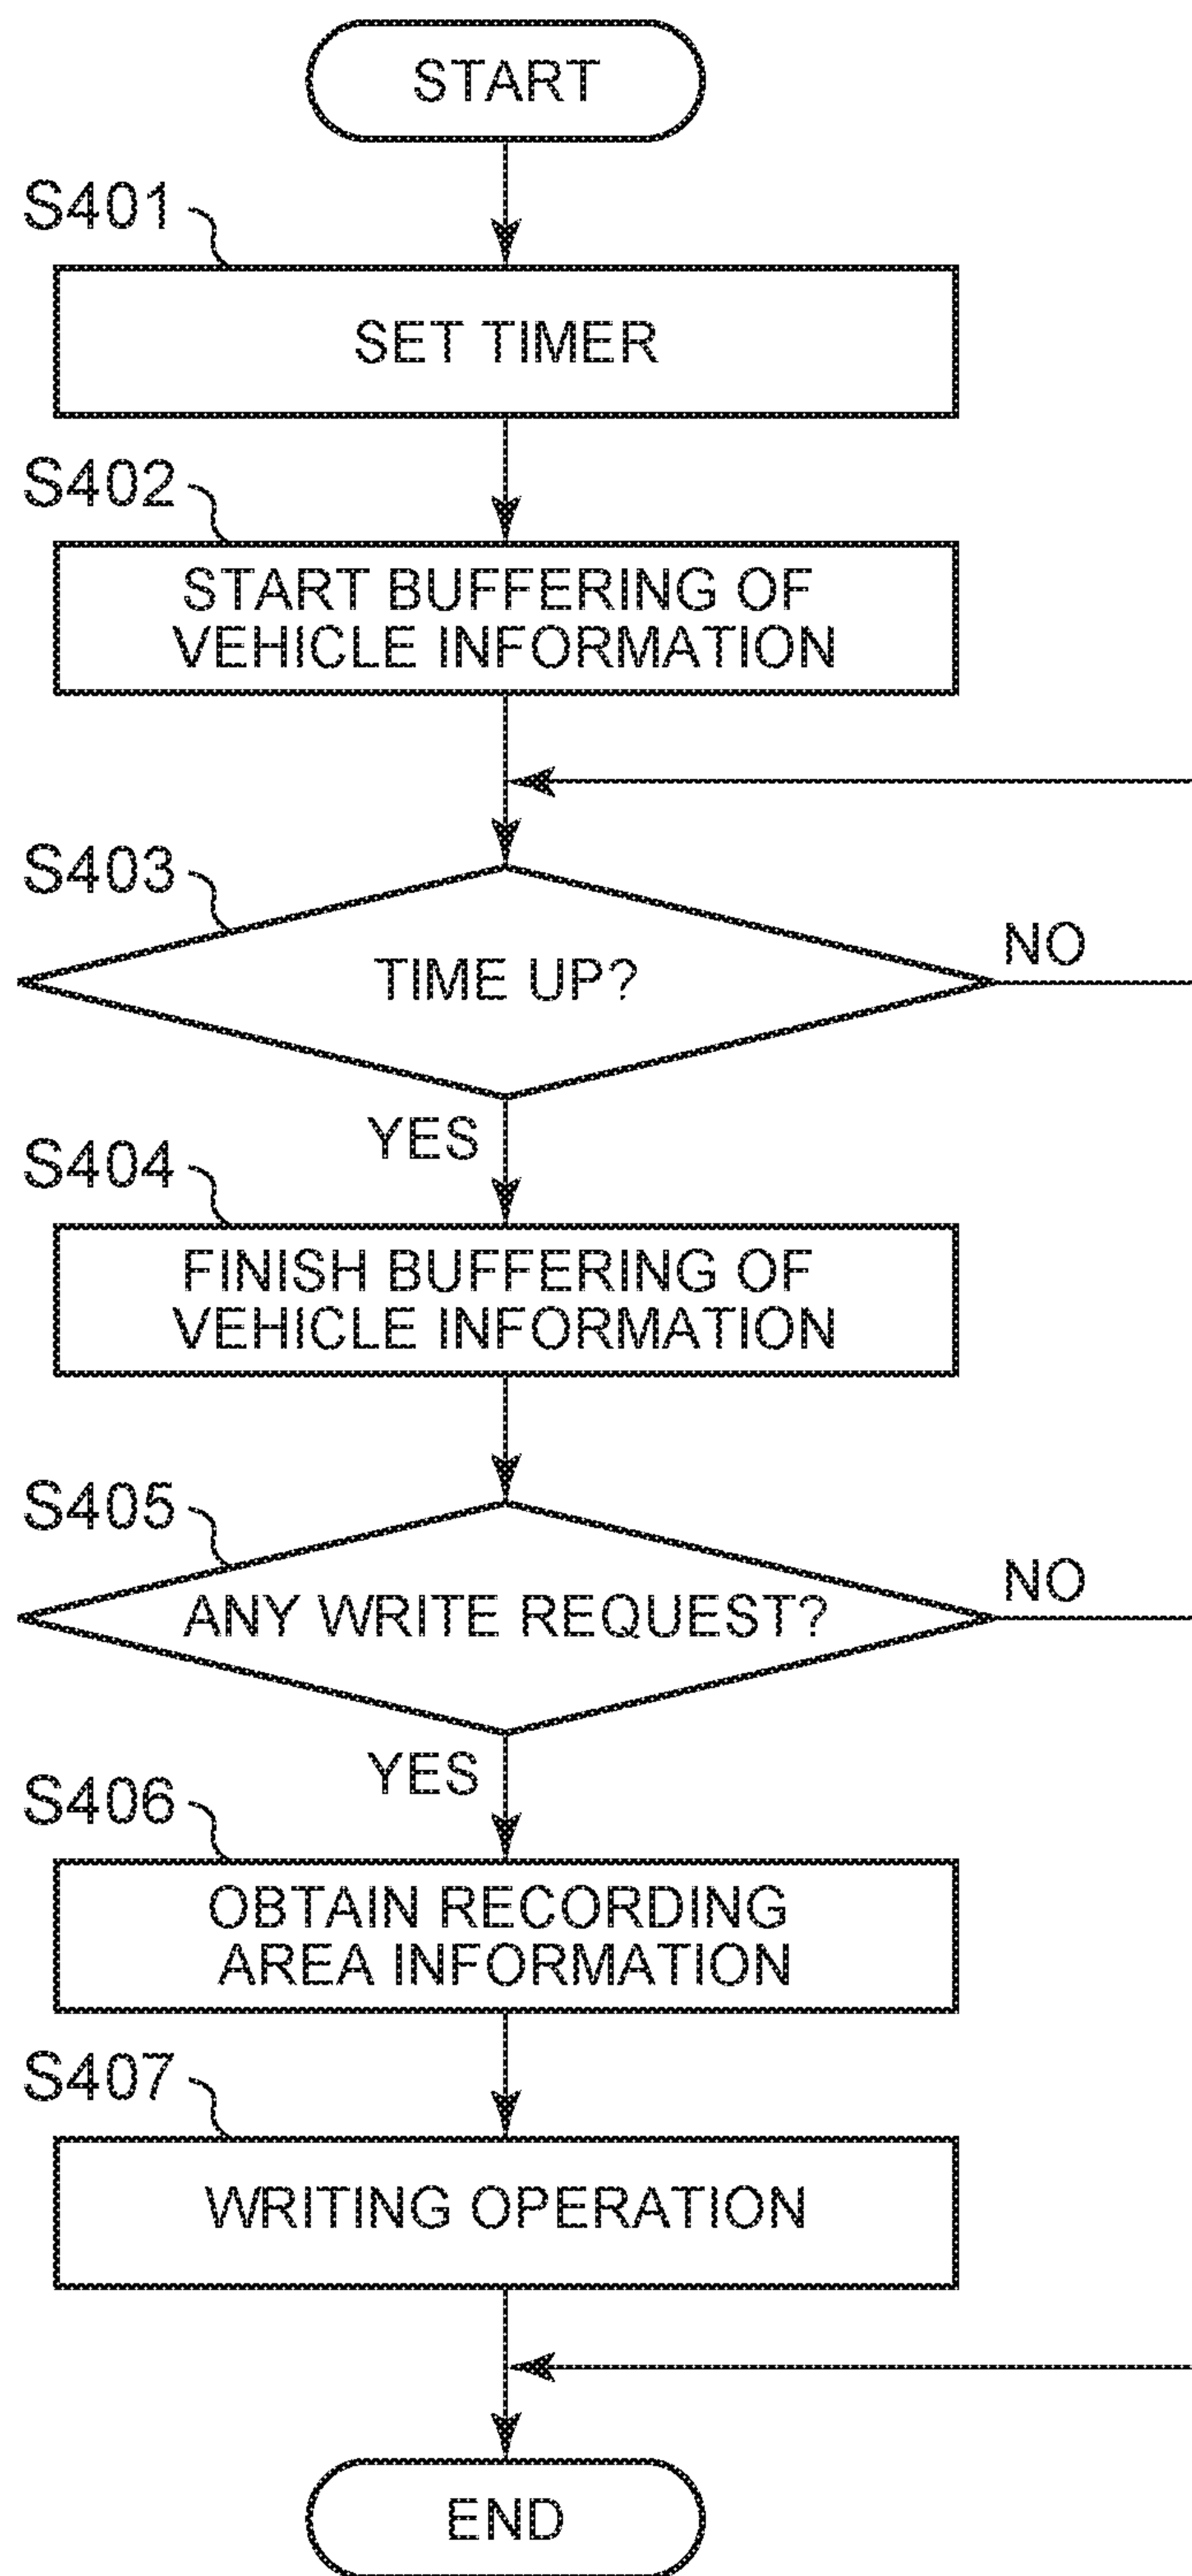 START
S401
SET TIMER
S402
START BUFFERING OF
VEHICLE INFORMATION
S403
TIME UP?
NO
YES
S404
FINISH BUFFERING OF
VEHICLE INFORMATION
S405
ANY WRITE REQUEST?
NO
YES
S406
OBTAIN RECORDING
AREA INFORMATION
S407
WRITING OPERATION
END